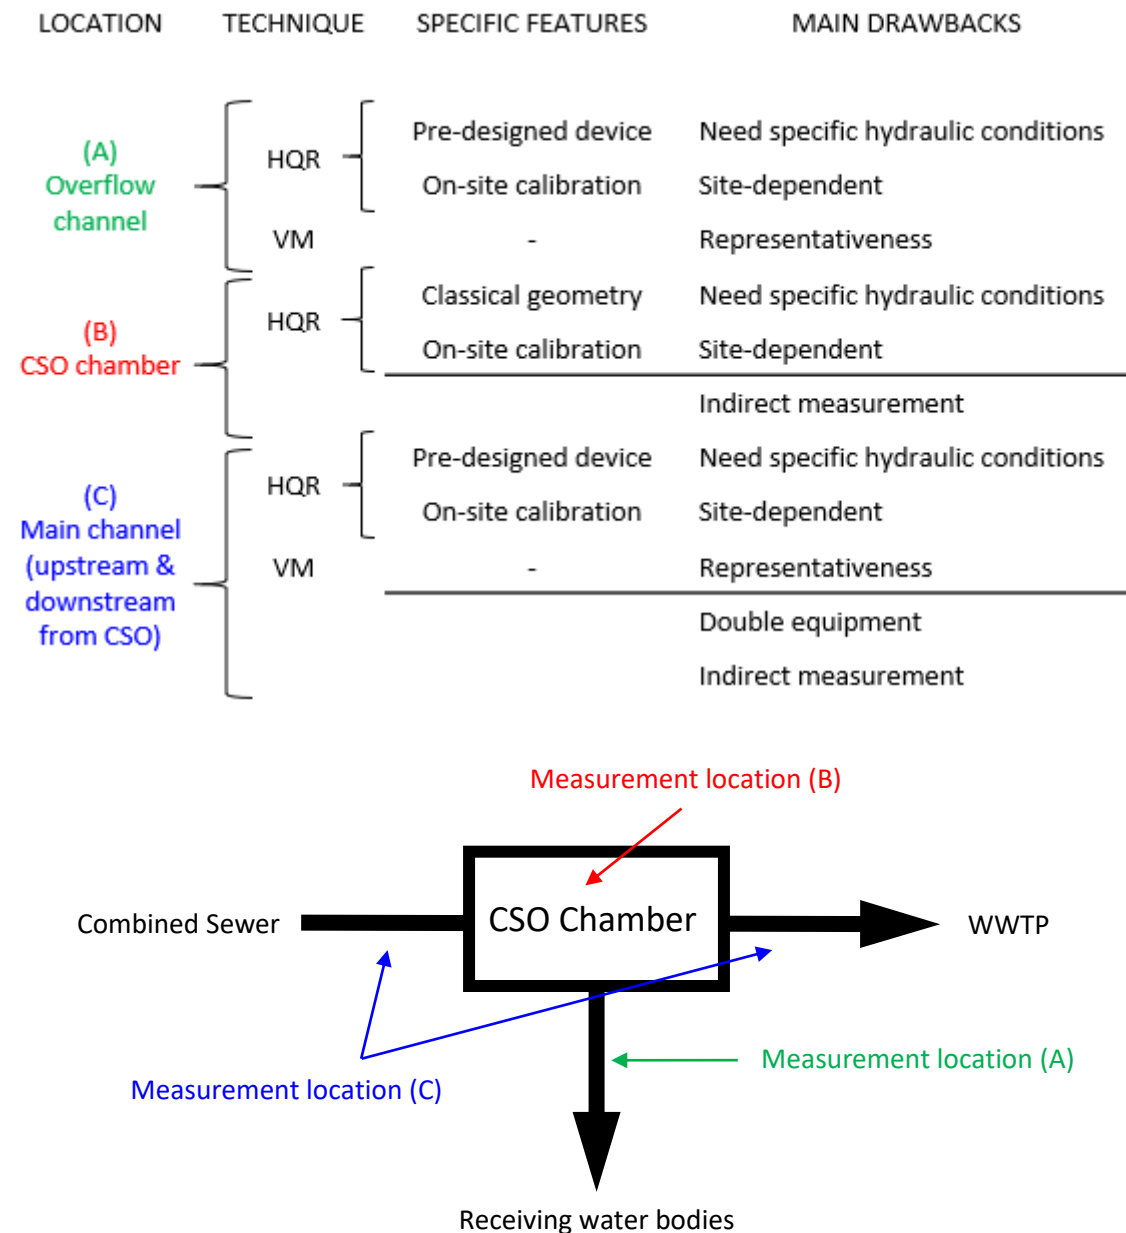 LOCATION TECHNIQUE SPECIFIC FEATURES MAIN DRAWBACKS
(A)
Overflow
channel
HQR
Pre-designed device Need specific hydraulic conditions
On-site calibration Site-dependent
VM - Representativeness
(B)
CSO chamber
HQR
Classical geometry Need specific hydraulic conditions
On-site calibration Site-dependent
Indirect measurement
(C)
Main channel
(upstream &
downstream
from CSO)
HQR
Pre-designed device Need specific hydraulic conditions
On-site calibration Site-dependent
VM - Representativeness
Double equipment
Indirect measurement
Measurement location (B)
Combined Sewer CSO Chamber WWTP
Measurement location (A)
Measurement location (C)
Receiving water bodies